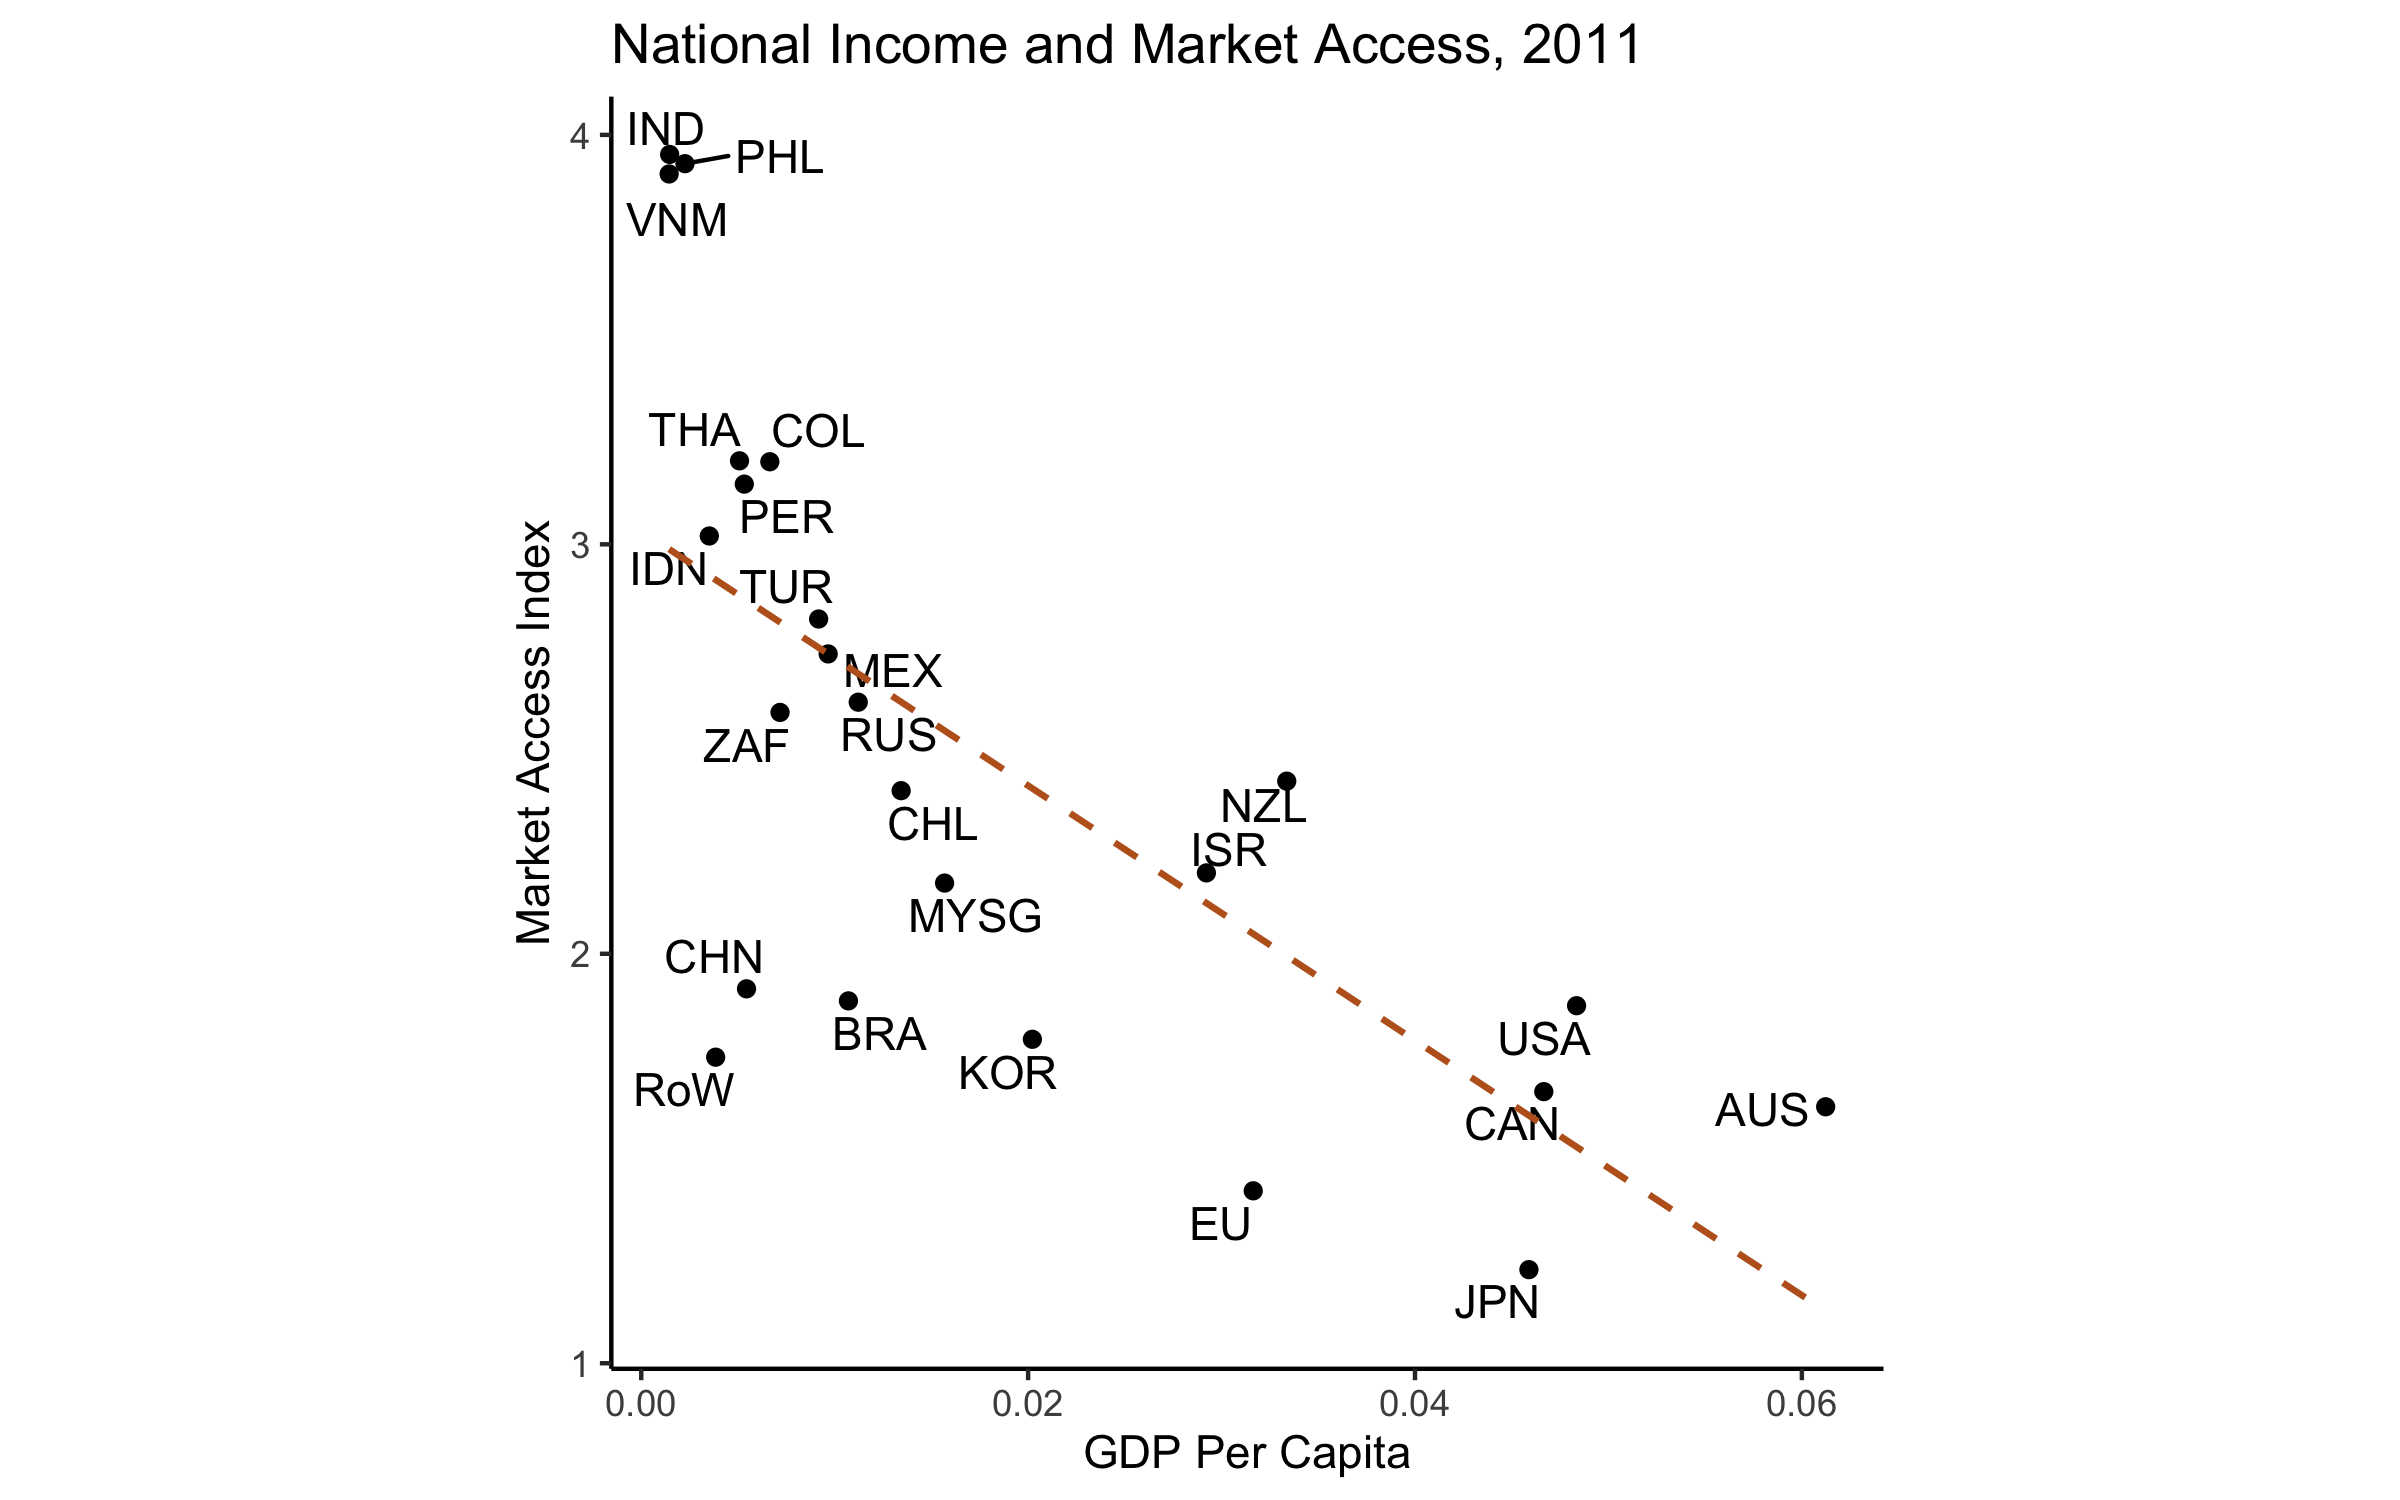 National Income and Market Access, 2011
4
IND
PHL
VNM
THA
COL
PER
3
IDN
TUR
MEX
RUS
ZAF
NZL
CHL
ISR
MYSG
CHN
2
BRA
USA
KOR
RoW
CAN
AUS
EU
JPN
1
Market Access Index
0.00
0.02
0.04
0.06
GDP Per Capita